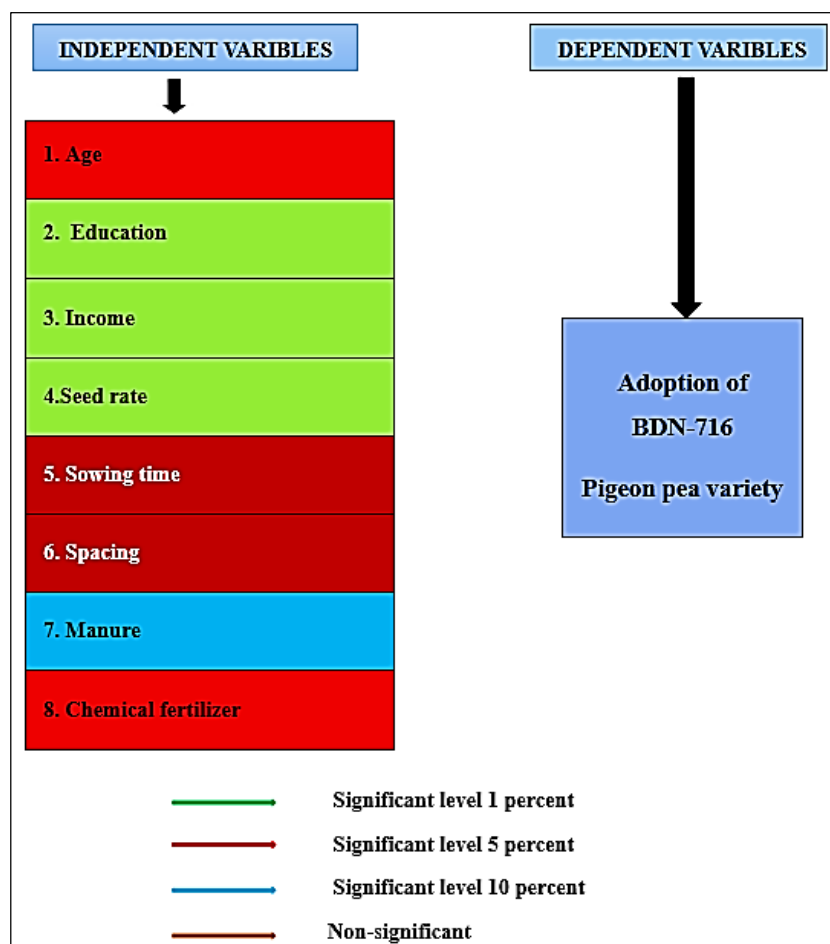 INDEPENDENT VARIBLES
DEPENDENT VARIABLES
1. Age
2. Education
3. Income
4.Seed rate
5. Sowing time
6. Spacing
7. Manure
8. Chemical fertilizer
Adoption of
BDN-716
Pigeon pea variety
Significant level 1 percent
Significant level 5 percent
Significant level 10 percent
Non-significant